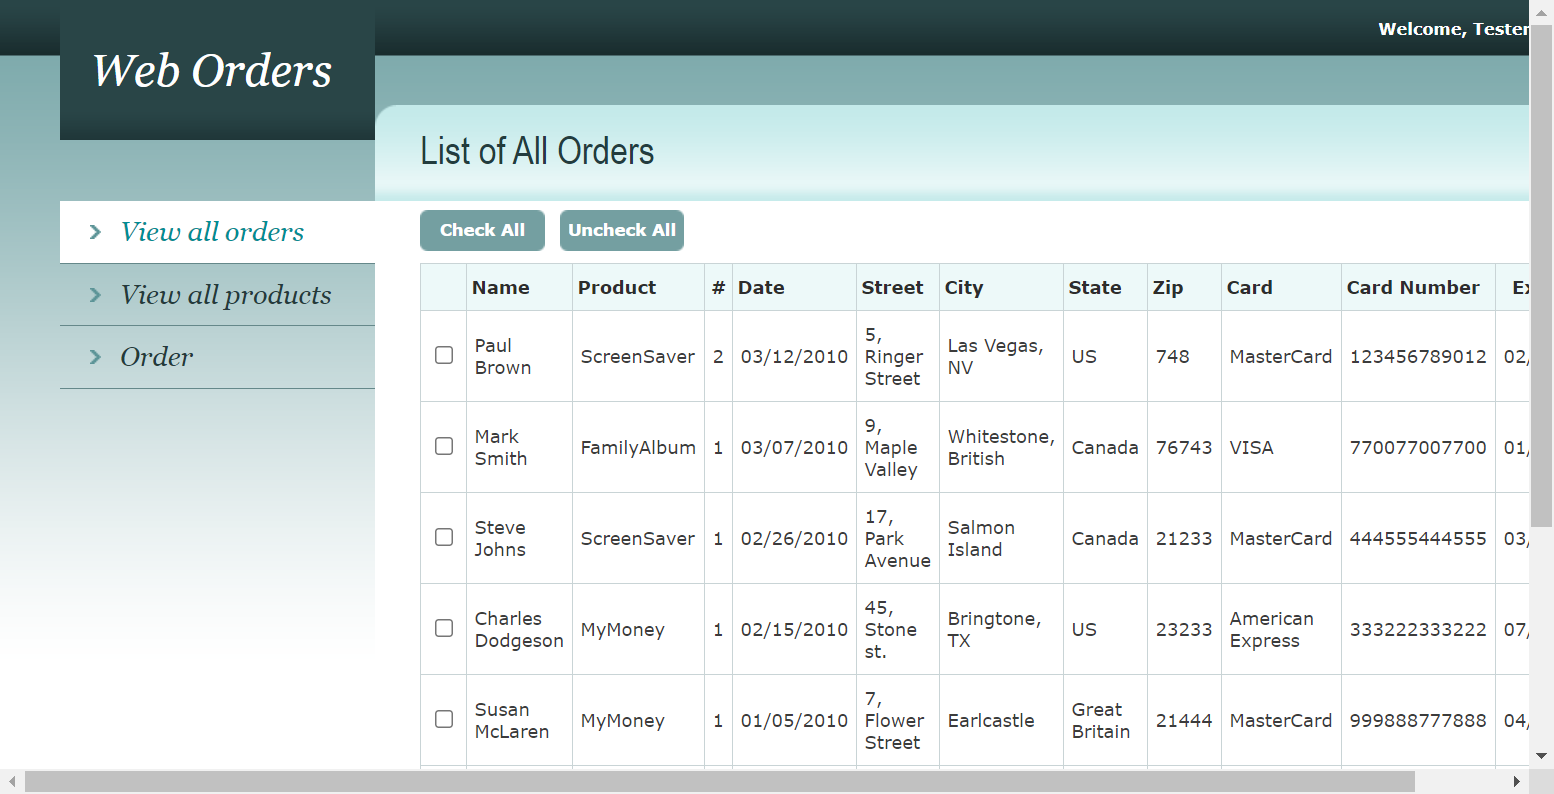 Welcome, Tester
Web Orders
List of All Orders
View all orders
View all products
Order
Check All Uncheck All
Name Product # Date Street City State Zip Card Card Number
Paul Brown ScreenSaver 2 03/12/2010 5, Ringer Street Las Vegas, NV US 748 MasterCard 123456789012 02/
Mark Smith FamilyAlbum 1 03/07/2010 9, Maple Valley Whitestone, British Canada 76743 VISA 770077007700 01/
Steve Johns ScreenSaver 1 02/26/2010 17, Park Avenue Salmon Island Canada 21233 MasterCard 444555444555 03/
Charles Dodgeson MyMoney 1 02/15/2010 45, Stone st. Bringtone, TX US 23233 American Express 333222333222 07/
Susan McLaren MyMoney 1 01/05/2010 7, Flower Street Earlcastle Great Britain 21444 MasterCard 999888777888 04/